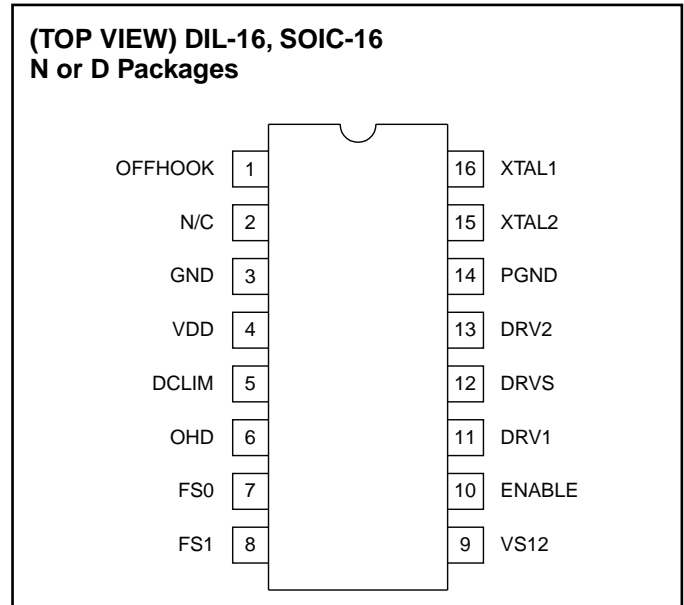 (TOP VIEW) DIL-16, SOIC-16
N or D Packages
OFFHOOK 1 16 XTAL1
N/C 2 15 XTAL2
GND 3 14 PGND
VDD 4 13 DRV2
DCLIM 5 12 DRVS
OHD 6 11 DRV1
FS0 7 10 ENABLE
FS1 8 9 VS12